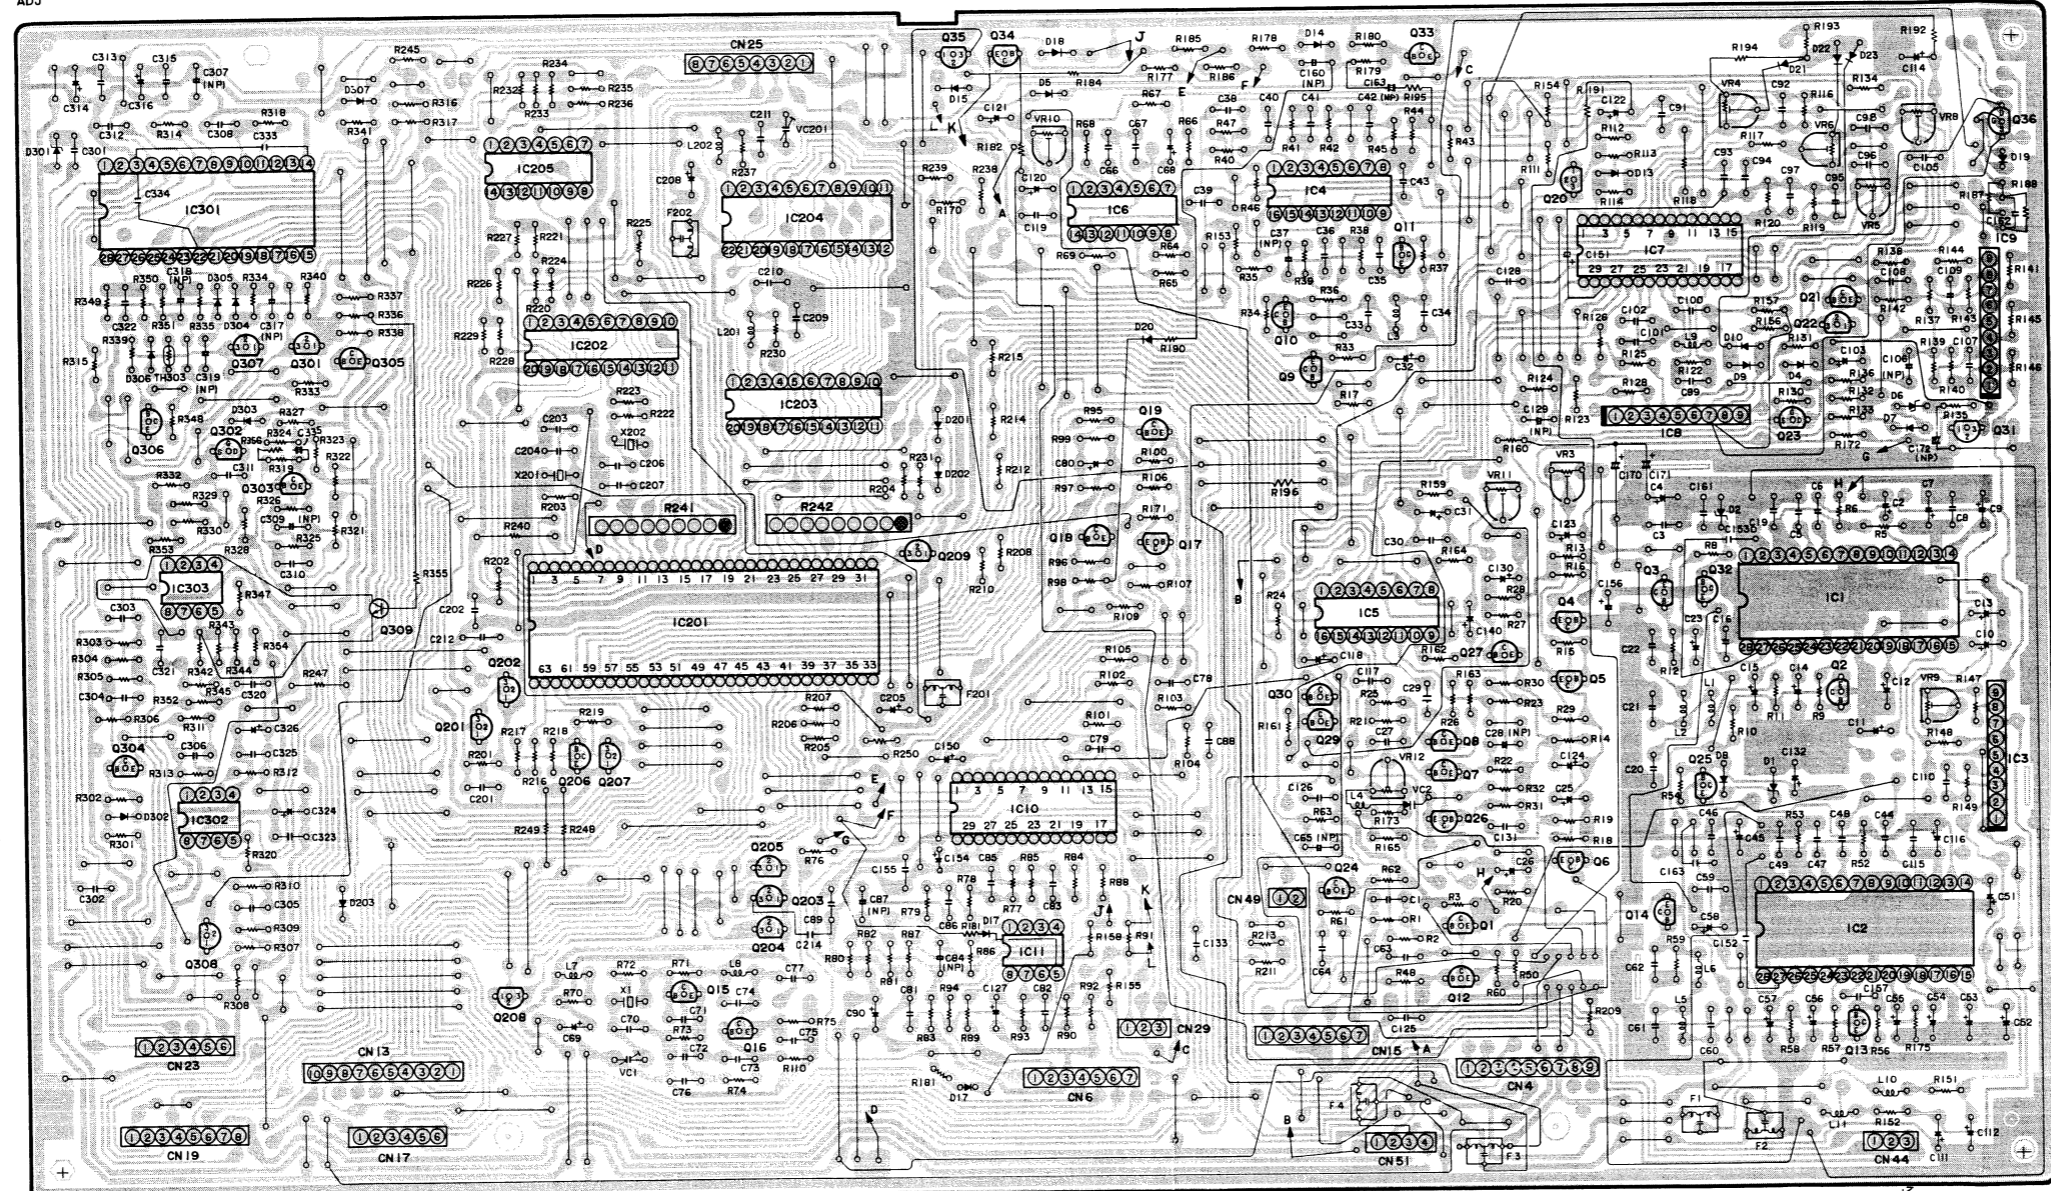 ADJ
CN25
Q35
Q34
D18
J
R185
R178
D14
R180
Q33
R193
R192
R194
D22
D23
D21
R245
R234
R232
R233
R235
R236
C313
C315
C307
(NP)
C314
C316
D307
R316
R317
R341
C312
R314
C308
R318
C333
D301
C301
D5
R184
R177
R186
C160
(NP)
R179
C163
R195
C
D15
C121
R67
E
F
C38
C40
C41
C42 (NP)
R44
R154
R191
C122
C91
VR4
C92
R116
R134
C114
L
K
VR10
R68
C67
R66
R47
R41
R42
R45
R43
R112
R117
VR6
C98
VR8
Q36
IC205
L202
C211
VC201
R237
C208
R182
R239
R238
C120
C66
C68
R40
IC4
C43
R111
R113
D13
R114
Q20
C93
C94
C96
C105
D19
R188
IC301
C334
R227
R221
R225
F202
IC204
R170
A
C119
IC6
C39
R46
R118
C97
C95
R187
C162
IC9
R69
R64
R65
R153
C37
(NP)
C36
R38
Q11
R37
C128
C151
IC7
R120
R119
VR5
R138
R144
R141
R349
R350
C318
(NP)
D305
R334
R340
R226
R224
R220
C210
R35
R39
C35
R36
C108
C109
C322
R351
R335
D304
C317
(NP)
R337
R336
R338
R229
R228
IC202
L201
R230
C209
D20
R190
R34
Q10
C33
L3
C34
R126
C102
C101
C100
L9
D10
R157
R156
Q21
Q22
R142
R137
R143
R145
R315
R339
D306
TH303
C319
(NP)
Q307
Q301
Q305
R333
R215
Q9
R33
C32
R17
R124
R125
R122
C99
R128
D9
R131
D4
C103
R136
R132
R133
C106
(NP)
R139
C107
R140
R146
D6
Q306
R348
Q302
D303
R327
R324
R356
C335
R323
C203
R223
R222
X202
IC203
D201
R214
R95
R99
Q19
C129
(NP)
R123
R160
IC8
R130
Q23
D7
R135
Q31
R172
C172
(NP)
G
R332
C311
R319
Q303
R322
C204
X201
C206
C207
R203
R231
R204
D202
R212
C80
R97
R100
R106
R196
VR11
VR3
C170
C171
C4
C161
H
R329
R330
R326
C309
(NP)
R325
R321
R240
R241
R242
R171
R159
C31
C123
C3
D2
C153
C19
C5
C6
R6
C2
R5
C7
C8
C9
R353
R328
C310
R202
D
Q209
R208
R210
Q18
Q17
R96
R98
R107
C30
R164
R13
R16
R8
IC303
R347
R355
Q309
C202
C212
IC201
R109
B
R24
IC5
C130
R28
R27
C140
C156
Q3
Q32
Q4
IC1
C13
C10
C303
R303
R304
R305
C304
R306
R343
R342
R344
R354
C321
R345
C320
R247
Q202
Q201
R105
R102
C78
R103
C118
R162
Q27
R15
C22
R12
C23
C16
C15
C14
Q2
C12
VR9
R147
R352
R311
C326
R207
R206
R205
C205
F201
R101
C79
Q30
Q29
R161
C117
R25
R21
C27
C29
R163
R26
Q8
R30
R23
C28 (NP)
Q5
R29
R14
C21
L2
L1
R10
R11
R9
C11
R148
Q304
C306
C325
R313
R312
R219
R217
R218
R201
R216
Q206
Q207
R250
C150
R104
C88
VR12
VC2
Q7
R22
C124
C20
Q25
D8
D1
C132
C110
IC3
R302
D302
R301
IC302
C324
C323
R320
C201
R249
R248
E
F
G
IC10
C126
R63
C65 (NP)
L4
R173
R165
Q26
R32
R31
C25
R19
R18
R54
C46
C45
R53
C48
C44
C116
R149
Q205
R76
C155
C154
C85
R85
R84
R88
K
Q24
R62
C131
C26
Q6
C163
C59
C49
C47
R52
C115
C302
R310
C305
R309
R307
D203
Q203
Q204
C89
C214
C87
(NP)
R78
R79
R77
C83
J
CN49
R61
C1
R1
R3
H
R20
Q1
Q14
C58
C51
Q308
R82
R80
R87
C86
R181
D17
R86
IC11
R158
R91
L
C133
R213
R211
C64
C63
R2
R48
Q12
R60
R50
R59
C62
L6
C152
IC2
R308
Q208
L7
R70
C69
R72
X1
C70
VC1
R71
Q15
C71
R73
C72
C76
L8
C74
Q16
C73
R74
C77
R75
C75
R110
C90
R81
C81
R83
C84
(NP)
R94
R89
C127
R93
C82
R90
R92
R155
CN29
C125
R209
C61
L5
C60
C57
C56
C157
C55
C54
C53
C52
R58
R57
Q13
R56
R175
CN23
CN13
R181
D17
CN6
C
CN15
A
CN4
F4
F1
F2
L10
R151
L11
R152
CN19
CN17
D
B
CN51
F3
CN44
C111
C112